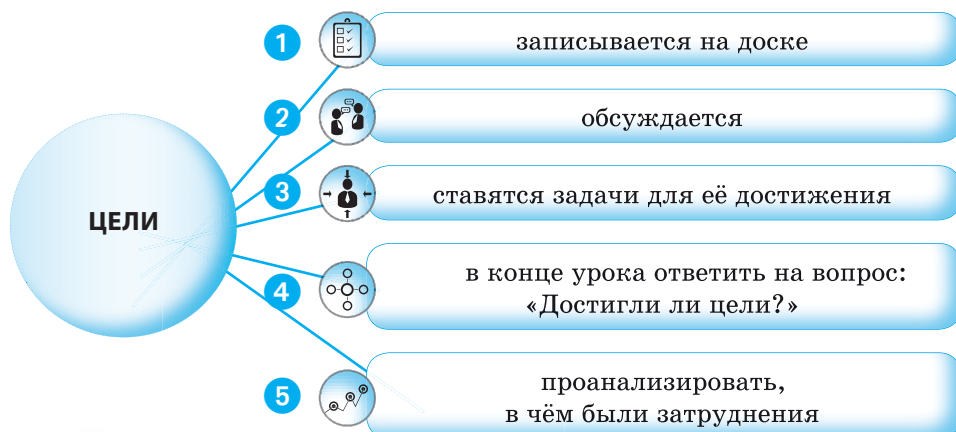 ЦЕЛИ
1
записывается на доске
2
обсуждается
3
ставятся задачи для её достижения
4
в конце урока ответить на вопрос:
«Достигли ли цели?»
5
проанализировать,
в чём были затруднения